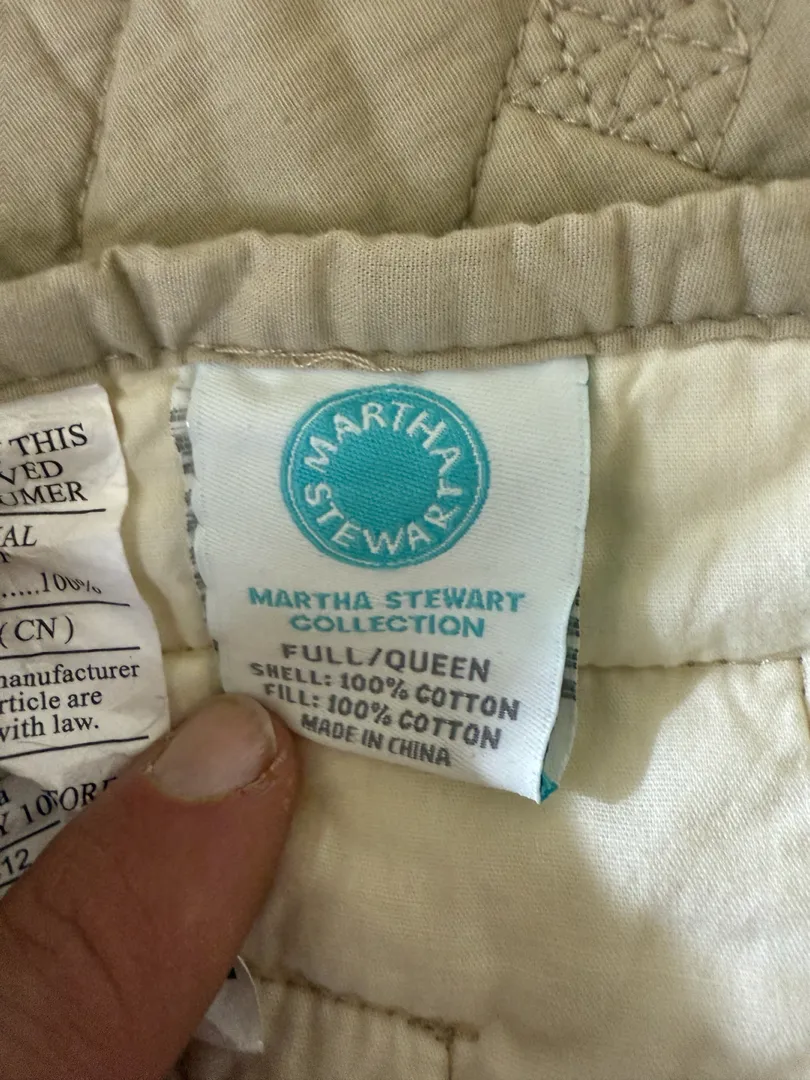 THIS
VED
UMER
AL
.....100%
(CN)
manufacturer
rticle are
with law.
12
MARTHA STEWART
MARTHA STEWART
COLLECTION
FULL/QUEEN
SHELL: 100% COTTON
FILL: 100% COTTON
MADE IN CHINA